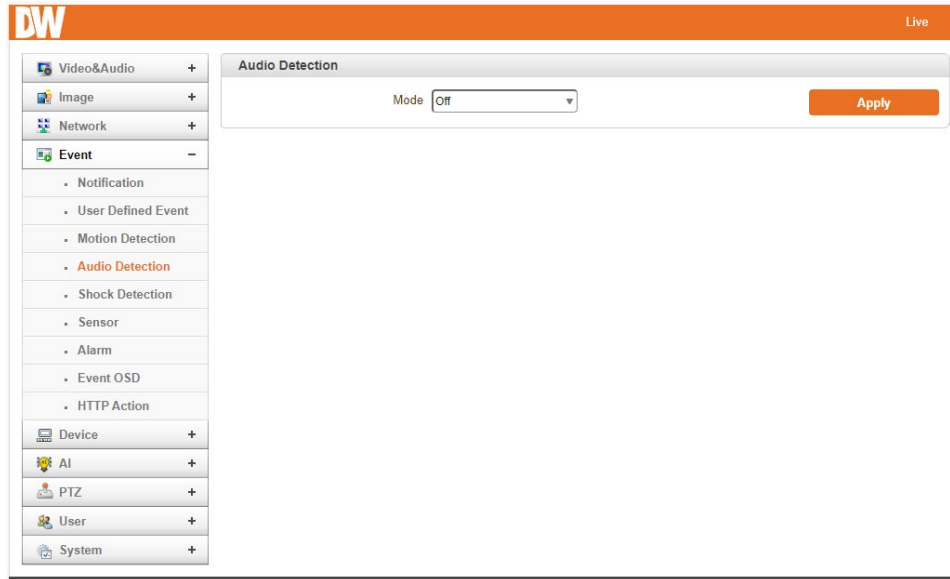 DW
Live
Video&Audio +
Image +
Network +
Event −
Notification
User Defined Event
Motion Detection
Audio Detection
Shock Detection
Sensor
Alarm
Event OSD
HTTP Action
Device +
AI +
PTZ +
User +
System +
Audio Detection
Mode Off
Apply